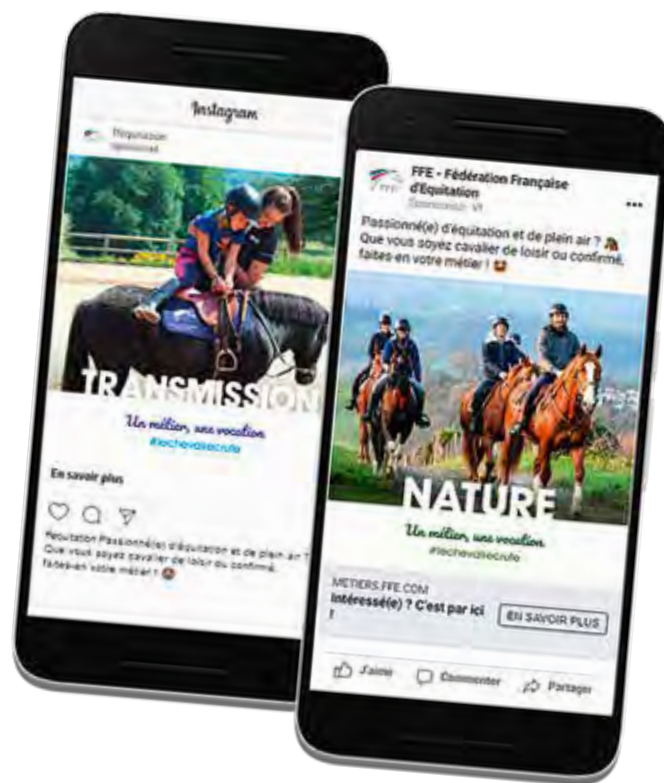 Instagram
TRANSMISSION
Un métier, une vocation
#lechevalrecrute
En savoir plus
Passionné(e) d'équitation et de plein air ?
Que vous soyez cavalier de loisir ou confirmé,
faites-en votre métier !
FFE - Fédération Française
d'Equitation
Passionné(e) d'équitation et de plein air ?
Que vous soyez cavalier de loisir ou confirmé,
faites-en votre métier !
NATURE
Un métier, une vocation
#lechevalrecrute
METIERS.FFE.COM
Intéressé(e) ? C'est par ici
!
EN SAVOIR PLUS
J'aime
Commenter
Partager